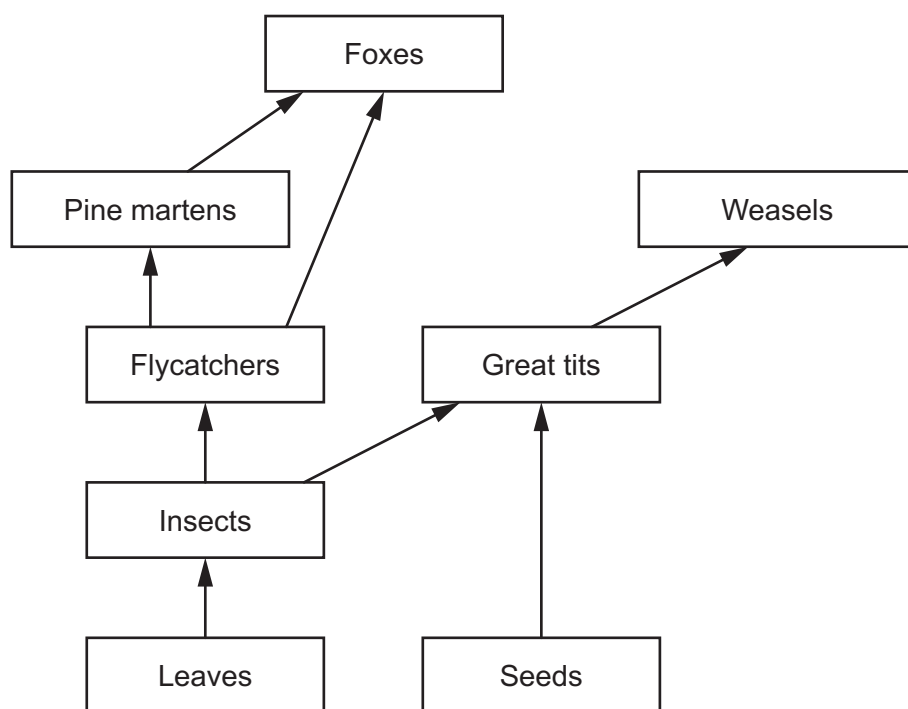 Foxes
Pine martens
Weasels
Flycatchers
Great tits
Insects
Leaves
Seeds